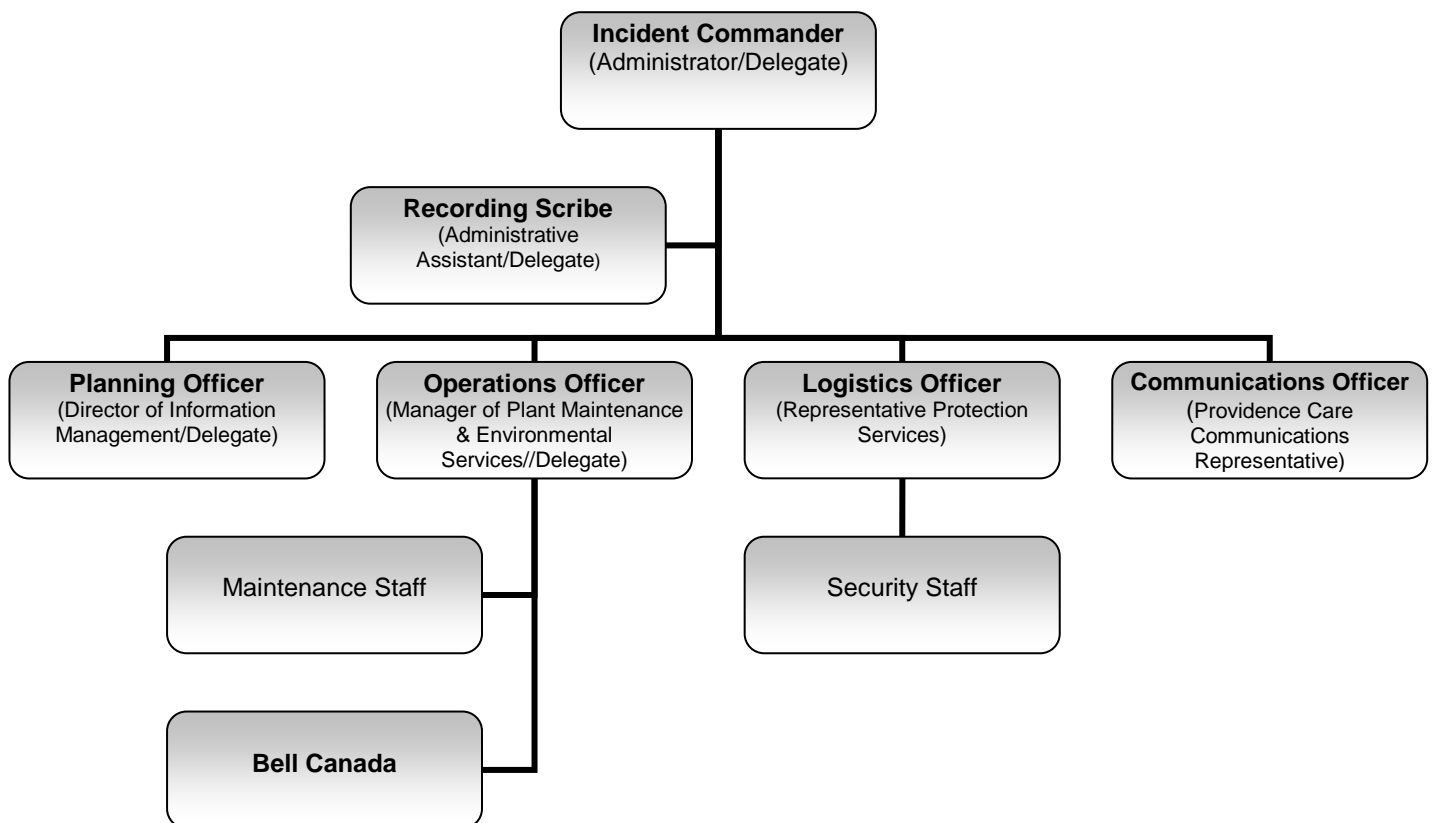 Incident Commander
(Administrator/Delegate)
Recording Scribe
(Administrative
Assistant/Delegate)
Planning Officer
(Director of Information
Management/Delegate)
Operations Officer
(Manager of Plant Maintenance
& Environmental
Services//Delegate)
Logistics Officer
(Representative Protection
Services)
Communications Officer
(Providence Care
Communications
Representative)
Maintenance Staff
Security Staff
Bell Canada